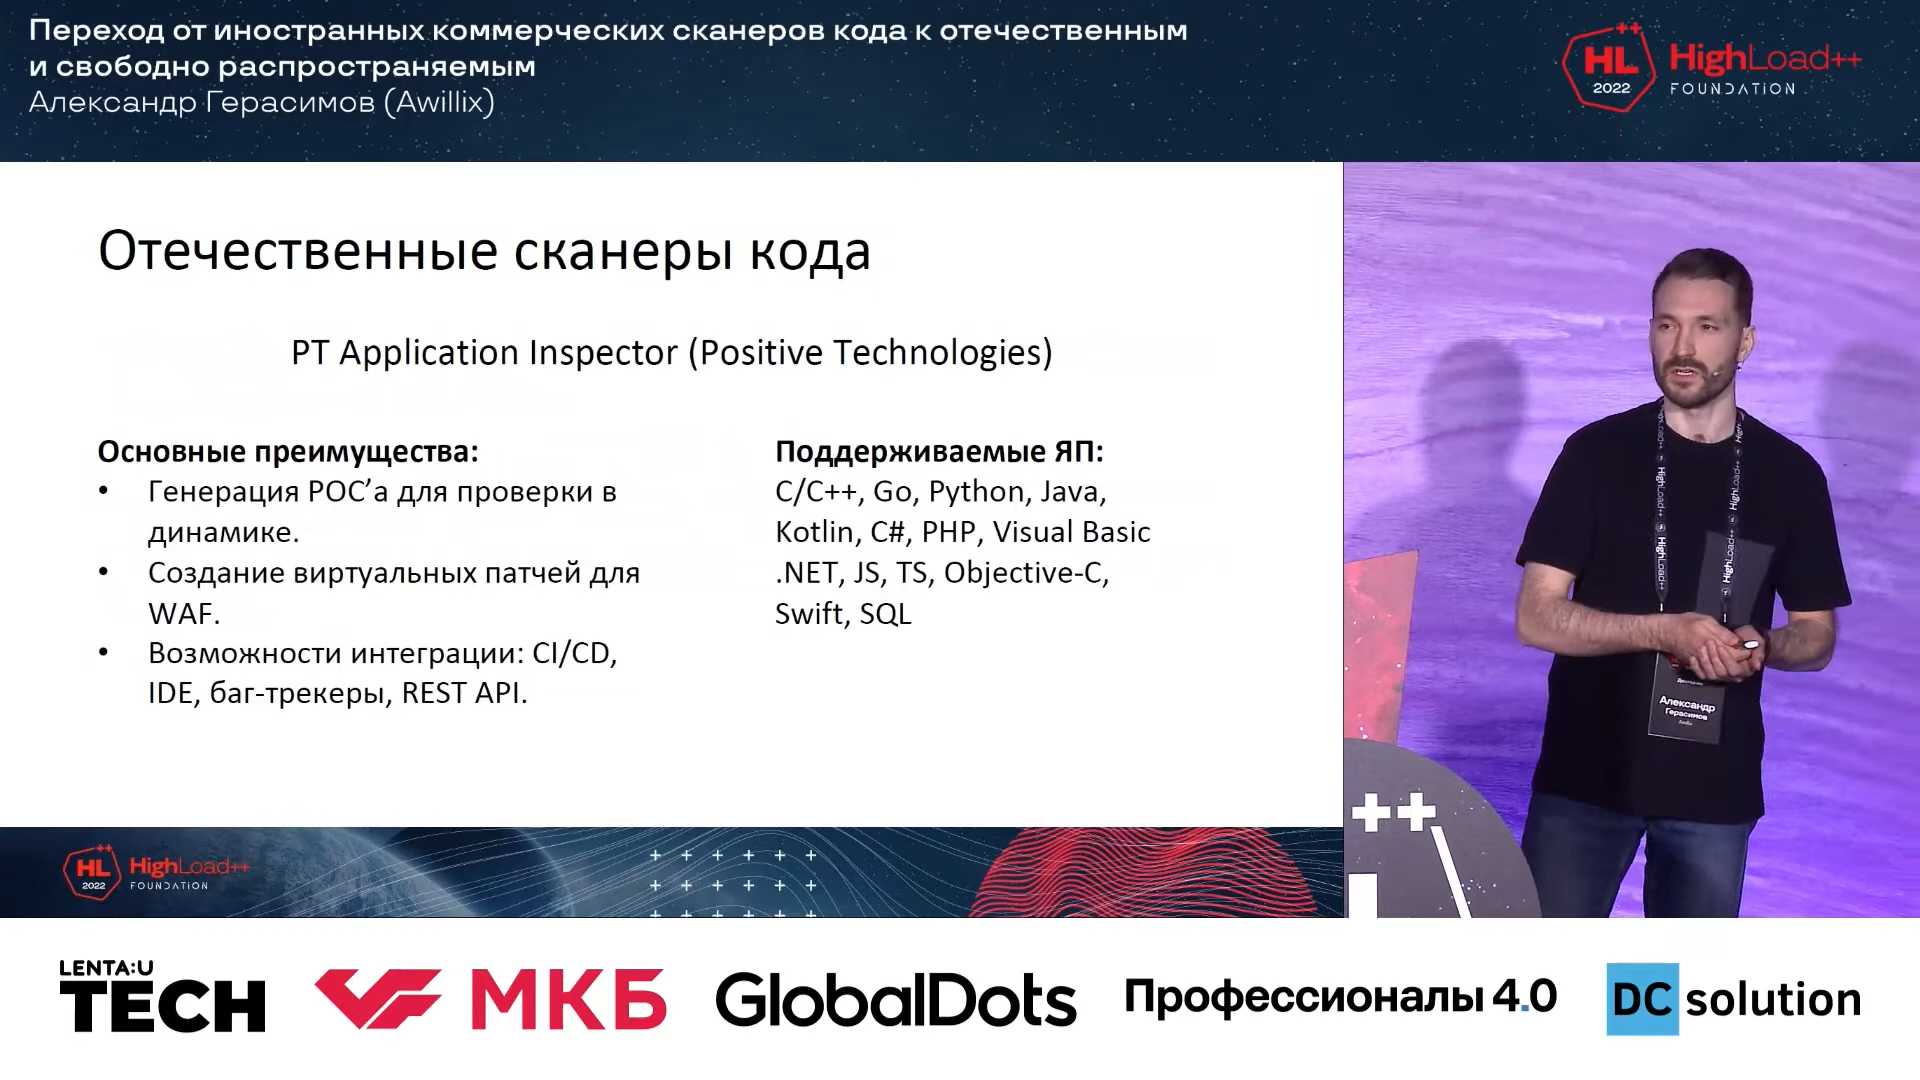 Переход от иностранных коммерческих сканеров кода к отечественным
и свободно распространяемым
Александр Герасимов (Awillix)
HL
2022
HighLoad++
FOUNDATION
Отечественные сканеры кода
PT Application Inspector (Positive Technologies)
Основные преимущества:
• Генерация POC’а для проверки в
динамике.
• Создание виртуальных патчей для
WAF.
• Возможности интеграции: CI/CD,
IDE, баг-трекеры, REST API.
Поддерживаемые ЯП:
C/C++, Go, Python, Java,
Kotlin, C#, PHP, Visual Basic
.NET, JS, TS, Objective-C,
Swift, SQL
HighLoad++
HighLoad++
Александр
Герасимов
++
HL
2022
HighLoad++
FOUNDATION
LENTA:U
TECH
МКБ
GlobalDots
Профессионалы 4.0
DC solution